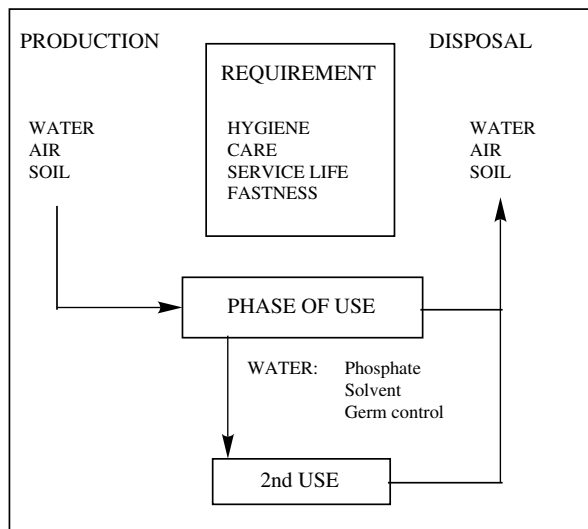 PRODUCTION
DISPOSAL
REQUIREMENT
HYGIENE
CARE
SERVICE LIFE
FASTNESS
WATER
AIR
SOIL
WATER
AIR
SOIL
PHASE OF USE
WATER: Phosphate
Solvent
Germ control
2nd USE